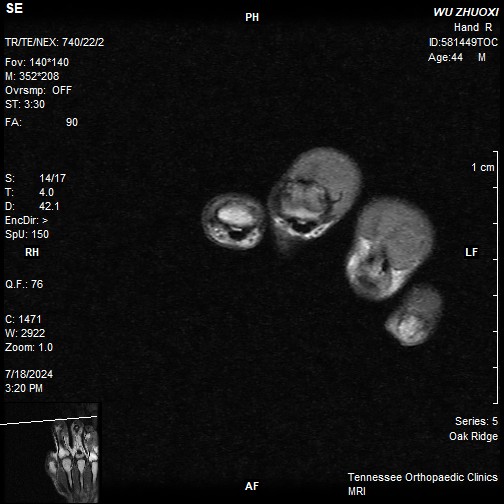 SE
PH
WU ZHUOXI
Hand R
TR/TE/NEX: 740/22/2
ID:581449TOC
Age:44 M
Fov: 140*140
M: 352*208
Ovrsmp: OFF
ST: 3:30
FA: 90
1 cm
S: 14/17
T: 4.0
D: 42.1
EncDir: >
SpU: 150
RH
LF
Q.F.: 76
C: 1471
W: 2922
Zoom: 1.0
7/18/2024
3:20 PM
Series: 5
Oak Ridge
AF
Tennessee Orthopaedic Clinics
MRI